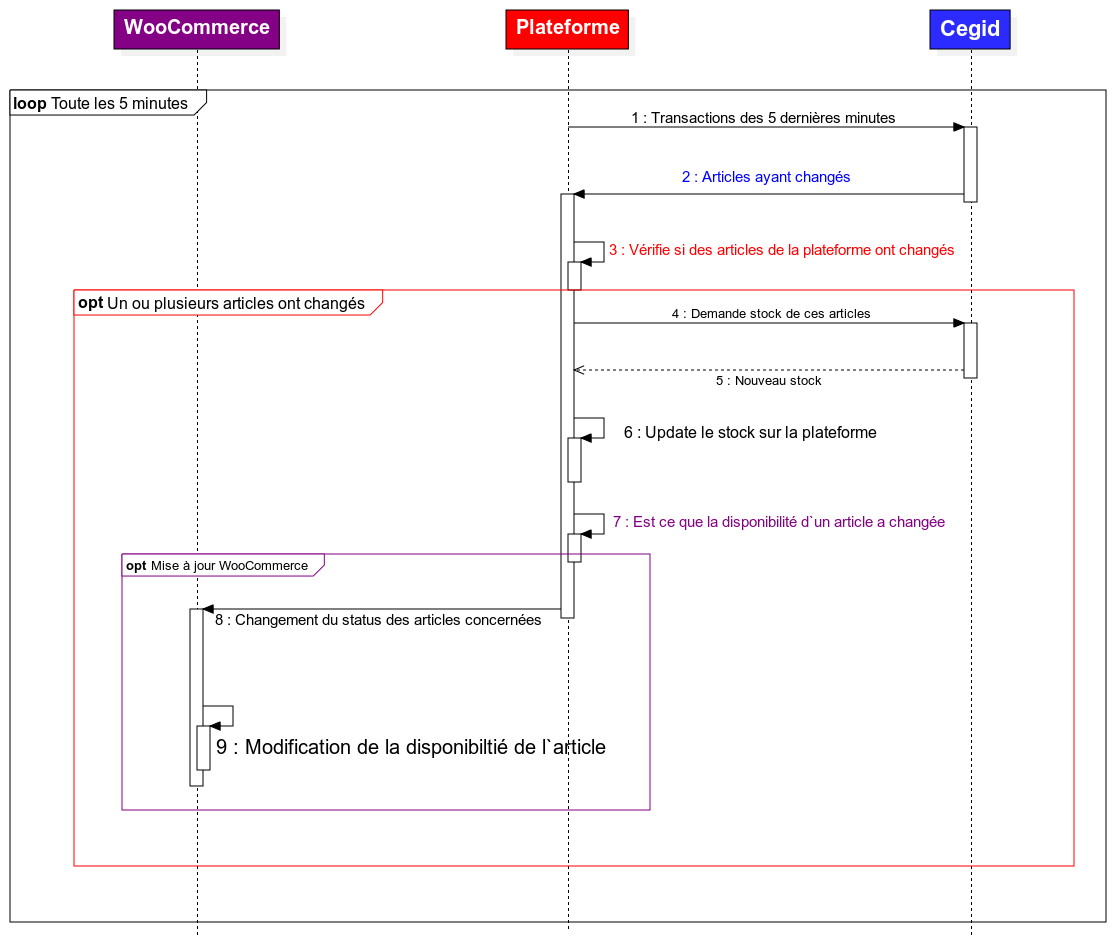 WooCommerce
Plateforme
Cegid
loop Toute les 5 minutes
1 : Transactions des 5 dernières minutes
2 : Articles ayant changés
3 : Vérifie si des articles de la plateforme ont changés
opt Un ou plusieurs articles ont changés
4 : Demande stock de ces articles
5 : Nouveau stock
6 : Update le stock sur la plateforme
7 : Est ce que la disponibilité d`un article a changée
opt Mise à jour WooCommerce
8 : Changement du status des articles concernées
9 : Modification de la disponibiltié de l`article